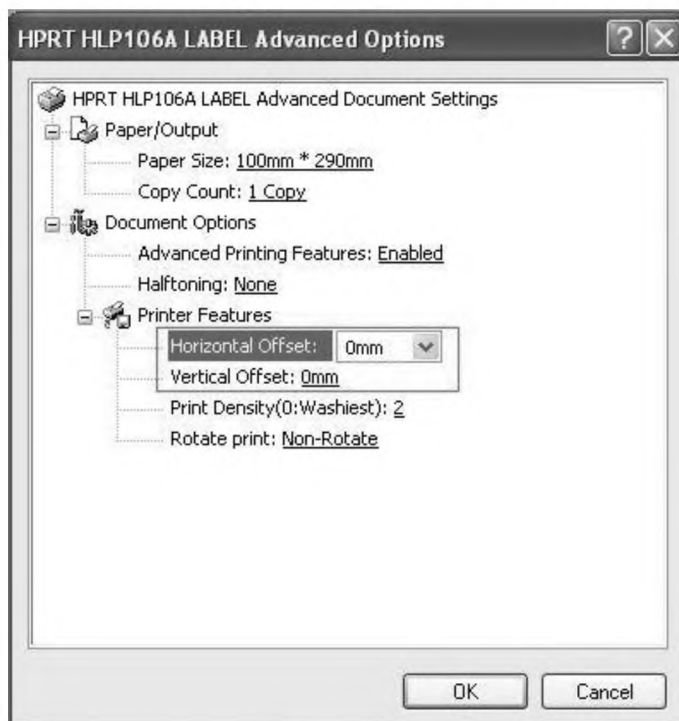 HPRT HLP106A LABEL Advanced Options
HPRT HLP106A LABEL Advanced Document Settings
Paper/Output
Paper Size: 100mm * 290mm
Copy Count: 1 Copy
Document Options
Advanced Printing Features: Enabled
Halftoning: None
Printer Features
Horizontal Offset: 0mm
Vertical Offset: 0mm
Print Density(0:Washiest): 2
Rotate print: Non-Rotate
OK Cancel